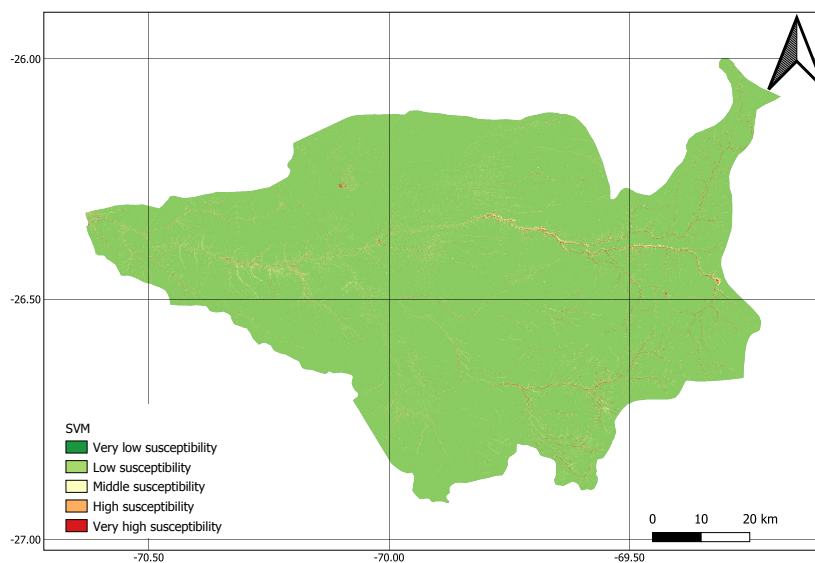 -26.00
-26.50
SVM
Very low susceptibility
Low susceptibility
Middle susceptibility
High susceptibility
Very high susceptibility
0 10 20 km
-27.00
-70.50 -70.00 -69.50